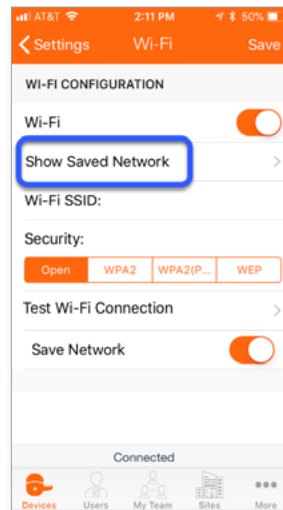 AT&T 2:11 PM 50%
Settings Wi-Fi Save
WI-FI CONFIGURATION
Wi-Fi
Show Saved Network
Wi-Fi SSID:
Security:
Open WPA2 WPA2(P... WEP
Test Wi-Fi Connection
Save Network
Connected
Devices Users My Team Sites More